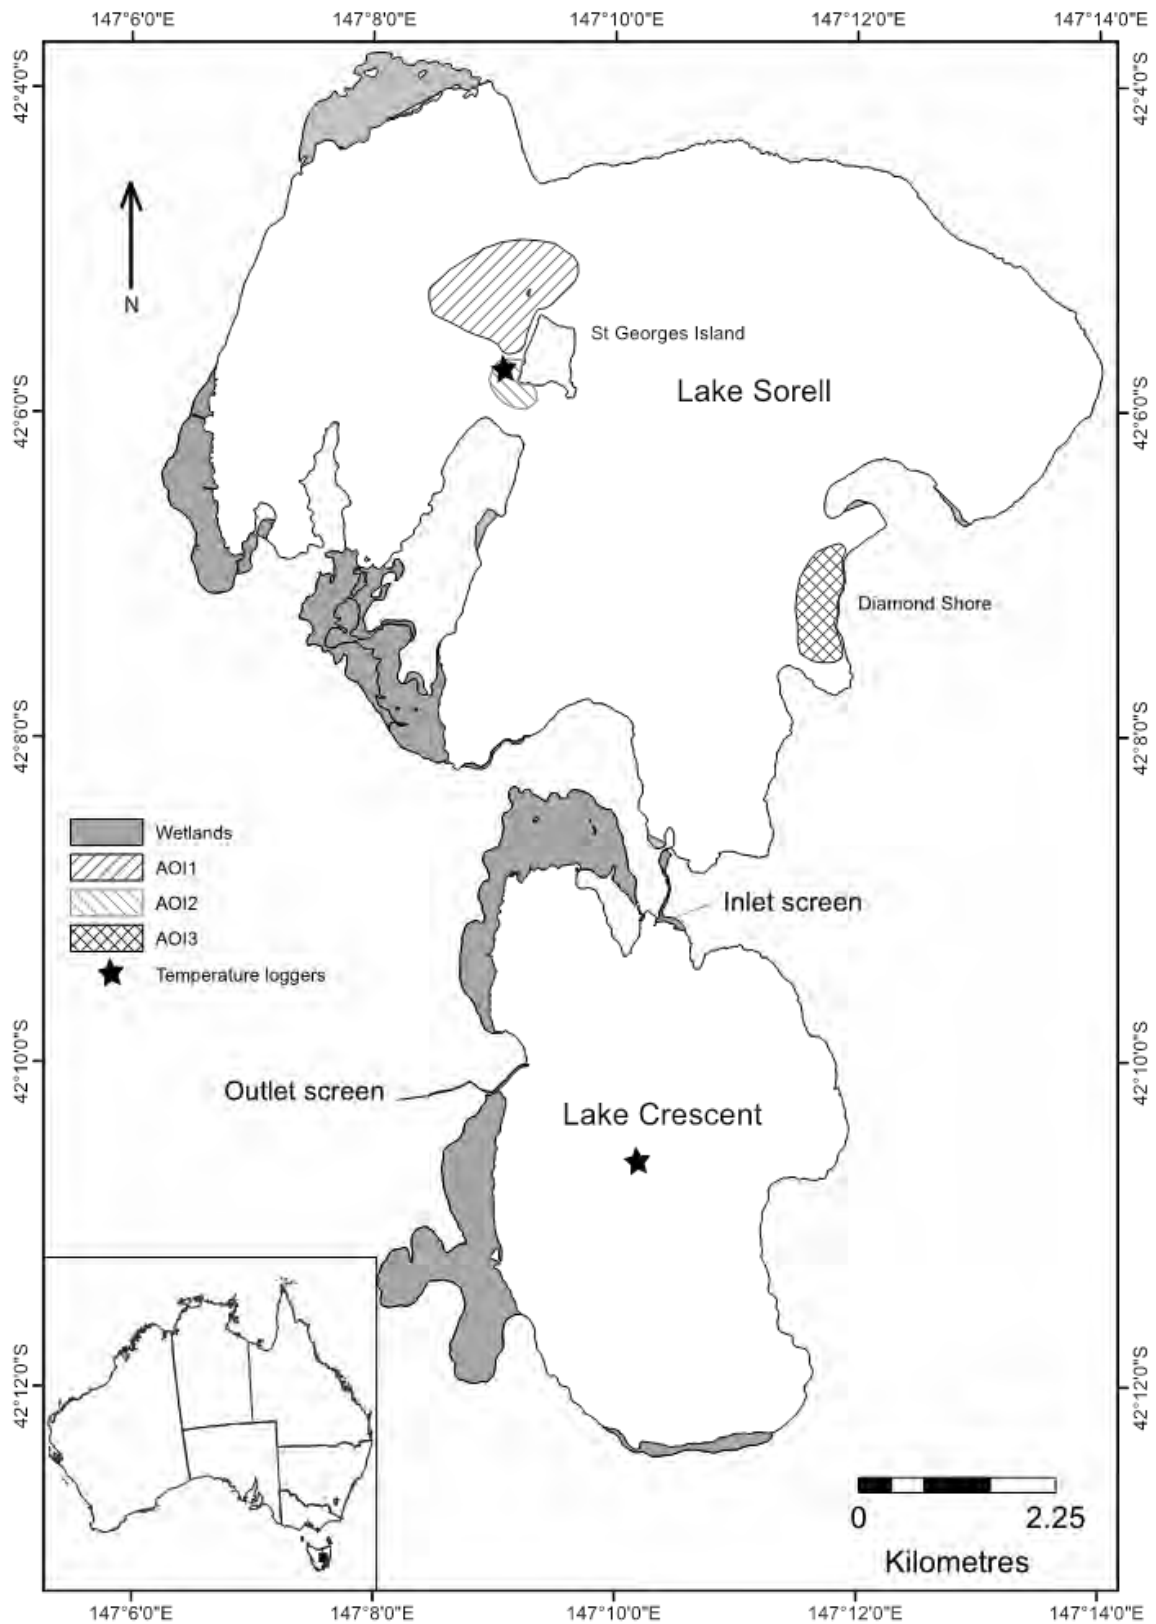 147°6'0"E 147°8'0"E 147°10'0"E 147°12'0"E 147°14'0"E
42°4'0"S 42°4'0"S
N
St Georges Island
Lake Sorell
42°6'0"S 42°6'0"S
Diamond Shore
42°8'0"S 42°8'0"S
Wetlands
AOI1
AOI2
AOI3
Temperature loggers
Inlet screen
42°10'0"S 42°10'0"S
Outlet screen
Lake Crescent
42°12'0"S 42°12'0"S
0 2.25
Kilometres
147°6'0"E 147°8'0"E 147°10'0"E 147°12'0"E 147°14'0"E